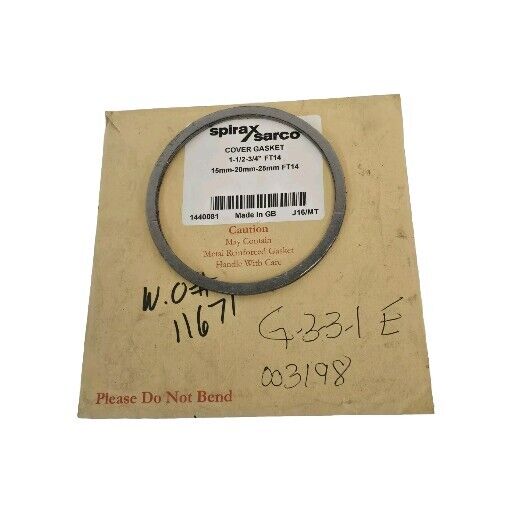 spirax
sarco
COVER GASKET
1-1/2-3/4" FT14
15mm-20mm-25mm FT14
1440081 Made in GB J16/MT
Caution
May Contain
Metal Reinforced Gasket
Handle With Care
W.O#
11671
G-33-1 E
003198
Please Do Not Bend